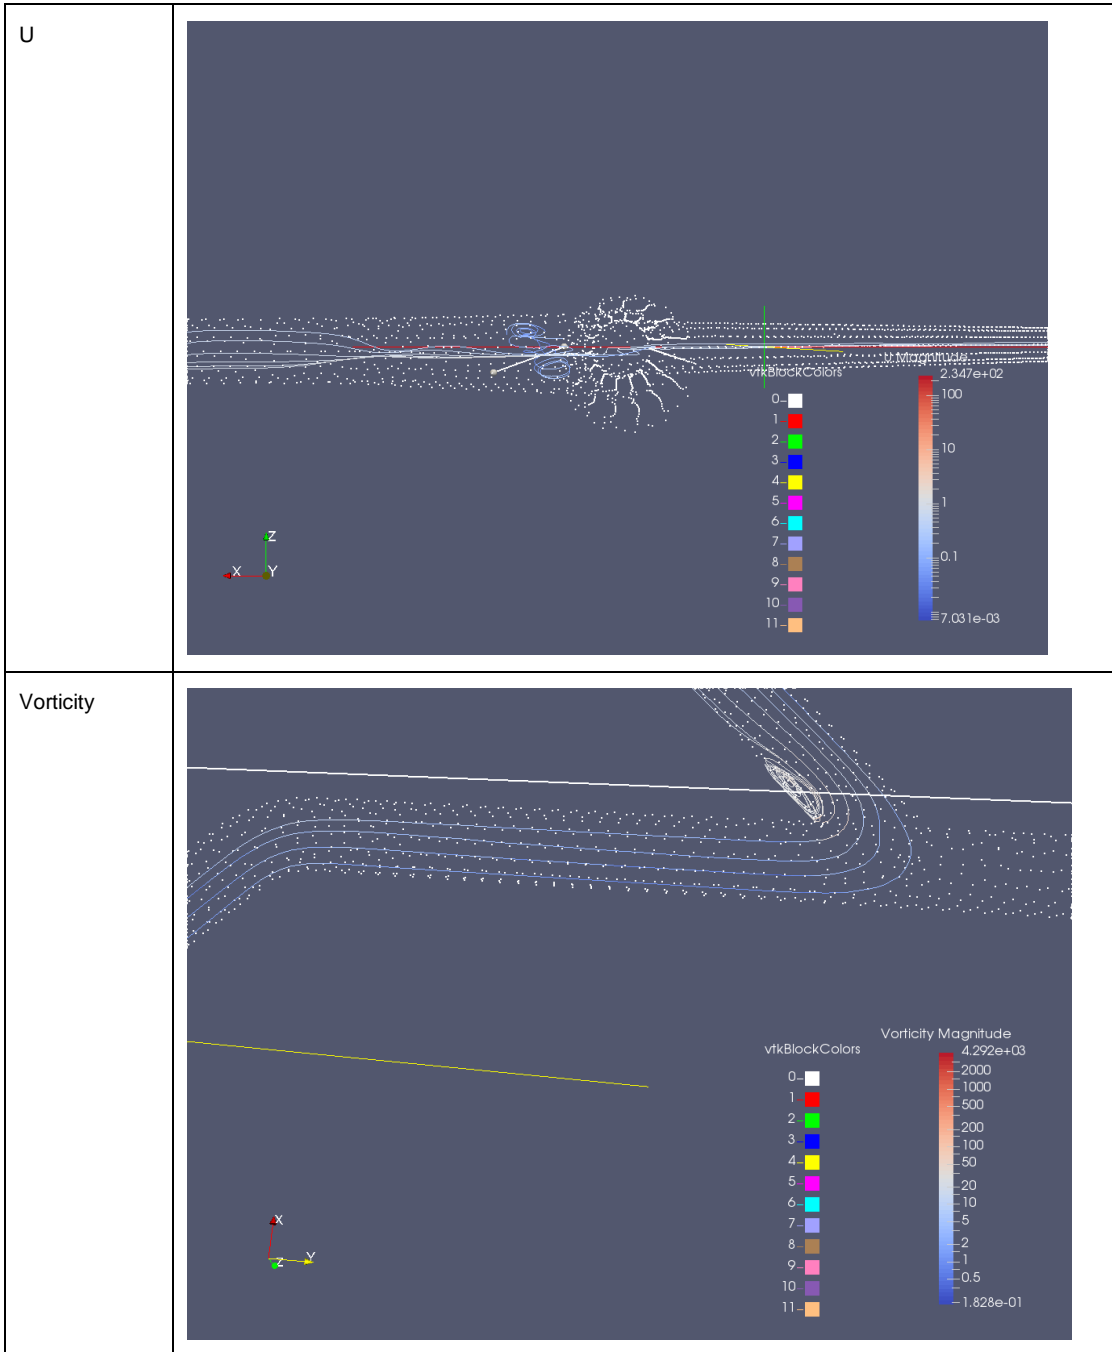 U
U Magnitude
vtkBlockColors
2.347e+02
0
100
1
2
10
3
4
1
5
6
0.1
7
8
9
10
7.031e-03
11
Z
X
Y
Vorticity
Vorticity Magnitude
vtkBlockColors
4.292e+03
0
2000
1
1000
2
500
3
200
100
4
50
5
20
6
10
7
5
8
2
9
1
10
0.5
11
1.828e-01
X
Y
Z